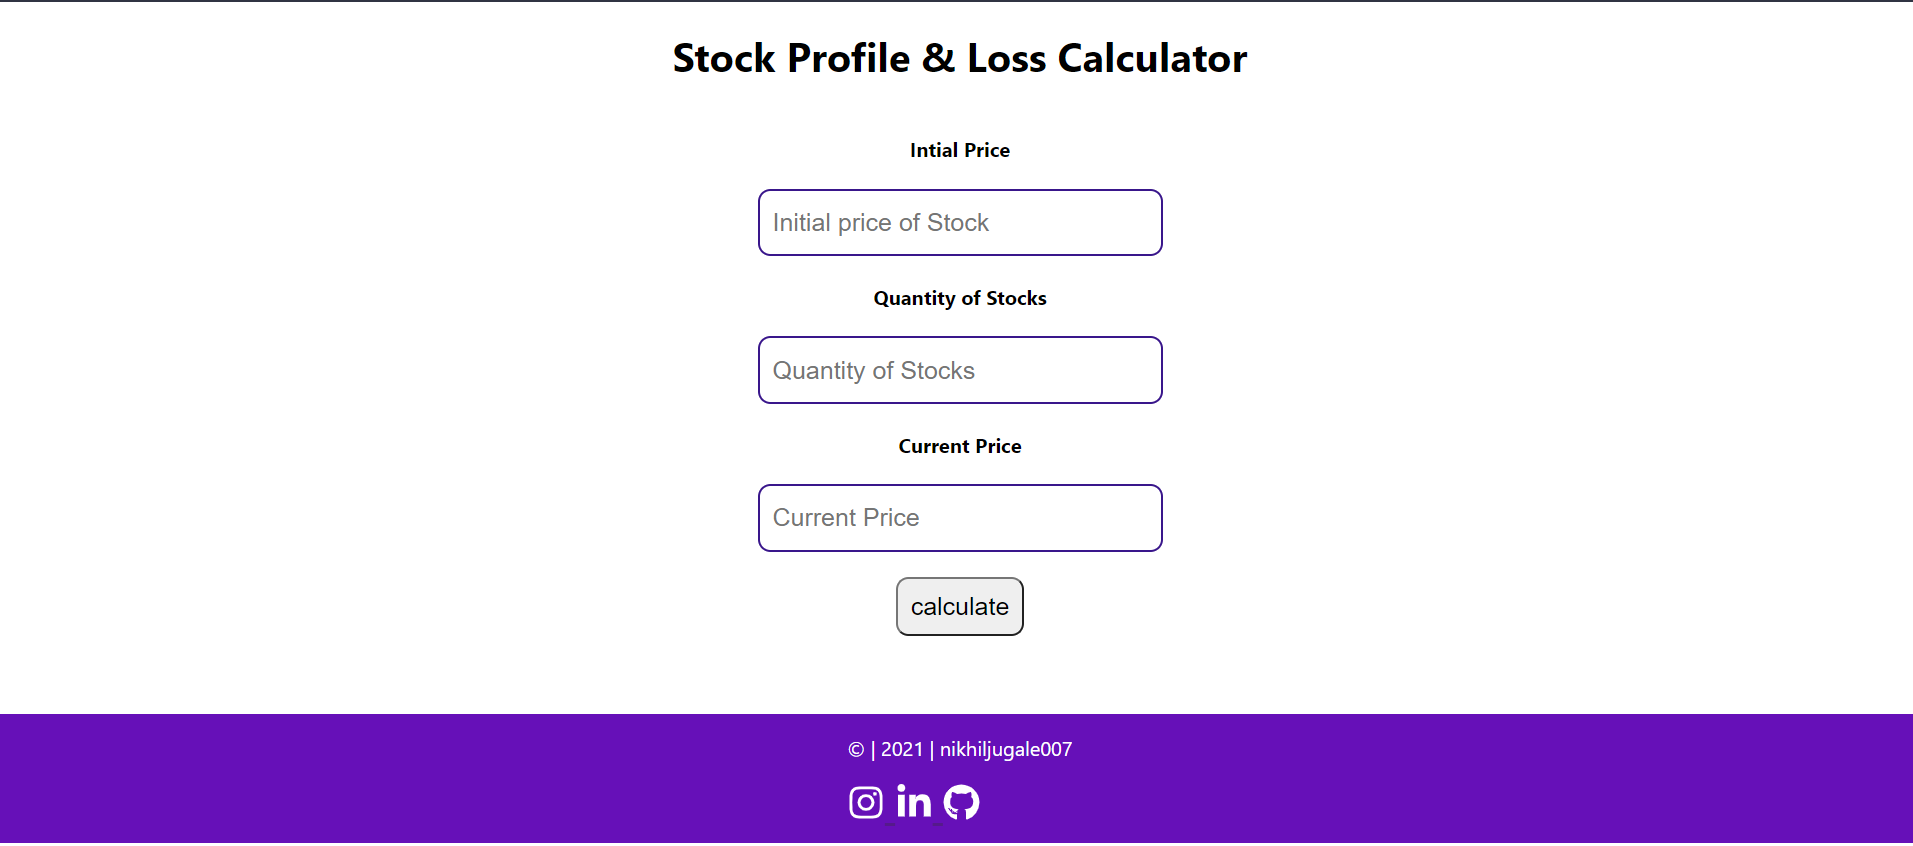 Stock Profile & Loss Calculator
Intial Price
Initial price of Stock
Quantity of Stocks
Quantity of Stocks
Current Price
Current Price
calculate
© | 2021 | nikhiljugale007
in